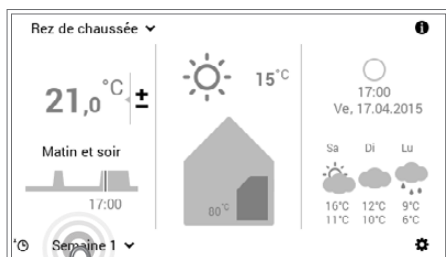 Rez de chaussée
21,0 °C ±
15°C
17:00
Ve, 17.04.2015
Matin et soir
17:00
80°C
Sa Di Lu
16°C 12°C 9°C
11°C 10°C 6°C
Semaine 1